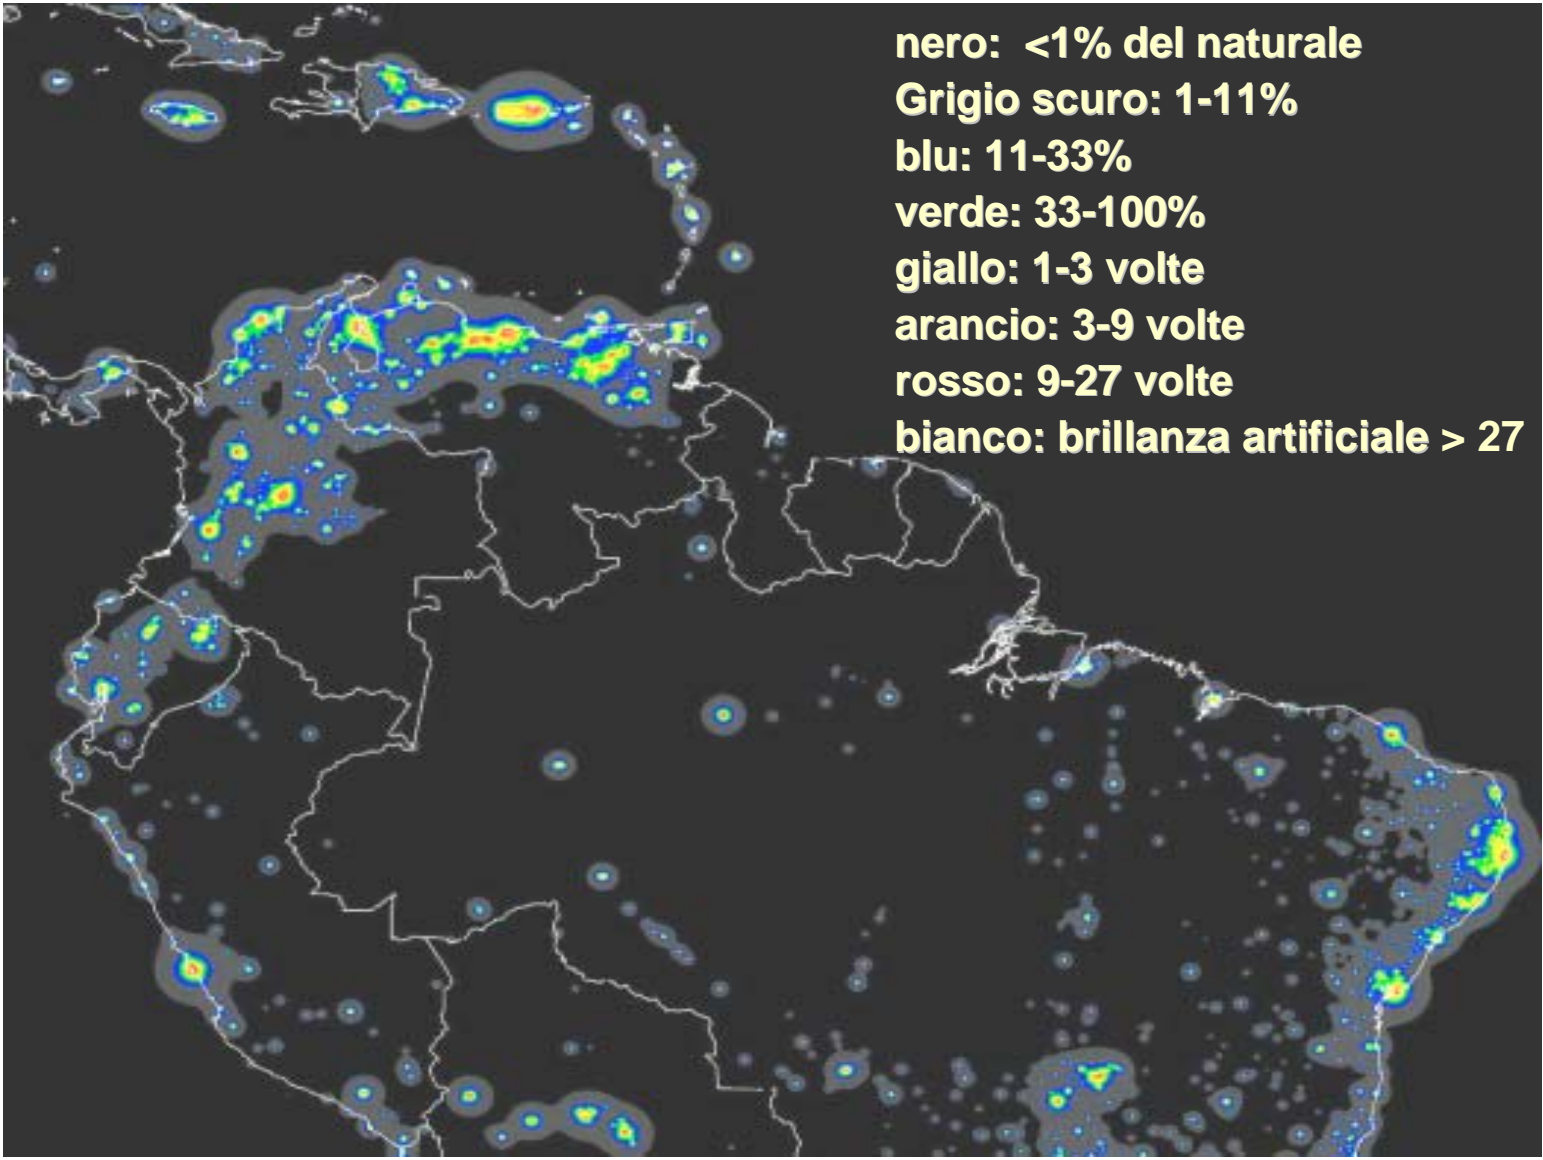 nero:  <1% del naturale
Grigio scuro: 1-11%
blu: 11-33%
verde: 33-100%
giallo: 1-3 volte
arancio: 3-9 volte
rosso: 9-27 volte
bianco: brillanza artificiale > 27